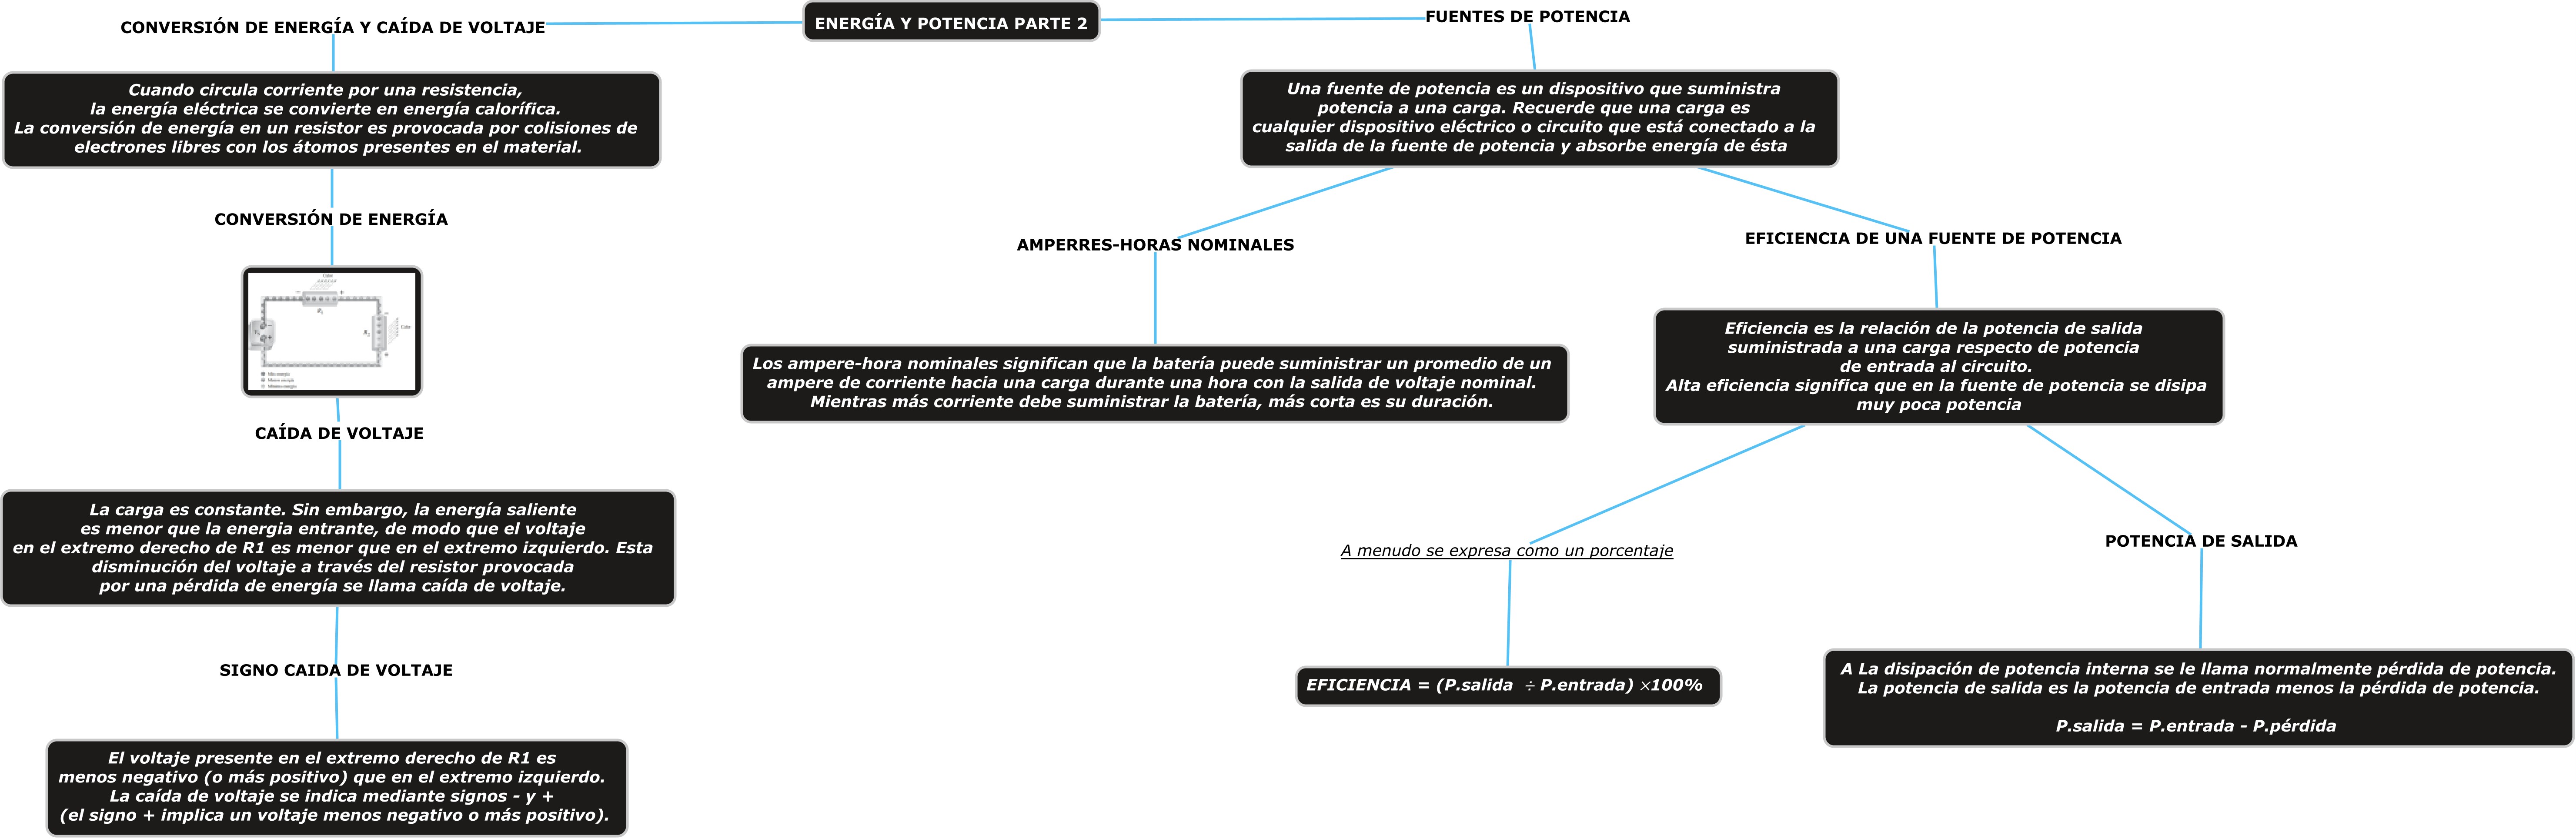 ENERGÍA Y POTENCIA PARTE 2
CONVERSIÓN DE ENERGÍA Y CAÍDA DE VOLTAJE
Cuando circula corriente por una resistencia,
la energía eléctrica se convierte en energía calorífica.
La conversión de energía en un resistor es provocada por colisiones de
electrones libres con los átomos presentes en el material.
CONVERSIÓN DE ENERGÍA
Calor
- +
R1
R2
Calor
+
Más energía
Menos energía
Mínima energía
CAÍDA DE VOLTAJE
La carga es constante. Sin embargo, la energía saliente
es menor que la energia entrante, de modo que el voltaje
en el extremo derecho de R1 es menor que en el extremo izquierdo. Esta
disminución del voltaje a través del resistor provocada
por una pérdida de energía se llama caída de voltaje.
SIGNO CAIDA DE VOLTAJE
El voltaje presente en el extremo derecho de R1 es
menos negativo (o más positivo) que en el extremo izquierdo.
La caída de voltaje se indica mediante signos - y +
(el signo + implica un voltaje menos negativo o más positivo).
FUENTES DE POTENCIA
Una fuente de potencia es un dispositivo que suministra
potencia a una carga. Recuerde que una carga es
cualquier dispositivo eléctrico o circuito que está conectado a la
salida de la fuente de potencia y absorbe energía de ésta
AMPERRES-HORAS NOMINALES
Los ampere-hora nominales significan que la batería puede suministrar un promedio de un
ampere de corriente hacia una carga durante una hora con la salida de voltaje nominal.
Mientras más corriente debe suministrar la batería, más corta es su duración.
EFICIENCIA DE UNA FUENTE DE POTENCIA
Eficiencia es la relación de la potencia de salida
suministrada a una carga respecto de potencia
de entrada al circuito.
Alta eficiencia significa que en la fuente de potencia se disipa
muy poca potencia
A menudo se expresa como un porcentaje
EFICIENCIA = (P.salida ÷ P.entrada) ×100%
POTENCIA DE SALIDA
A La disipación de potencia interna se le llama normalmente pérdida de potencia.
La potencia de salida es la potencia de entrada menos la pérdida de potencia.
P.salida = P.entrada - P.pérdida